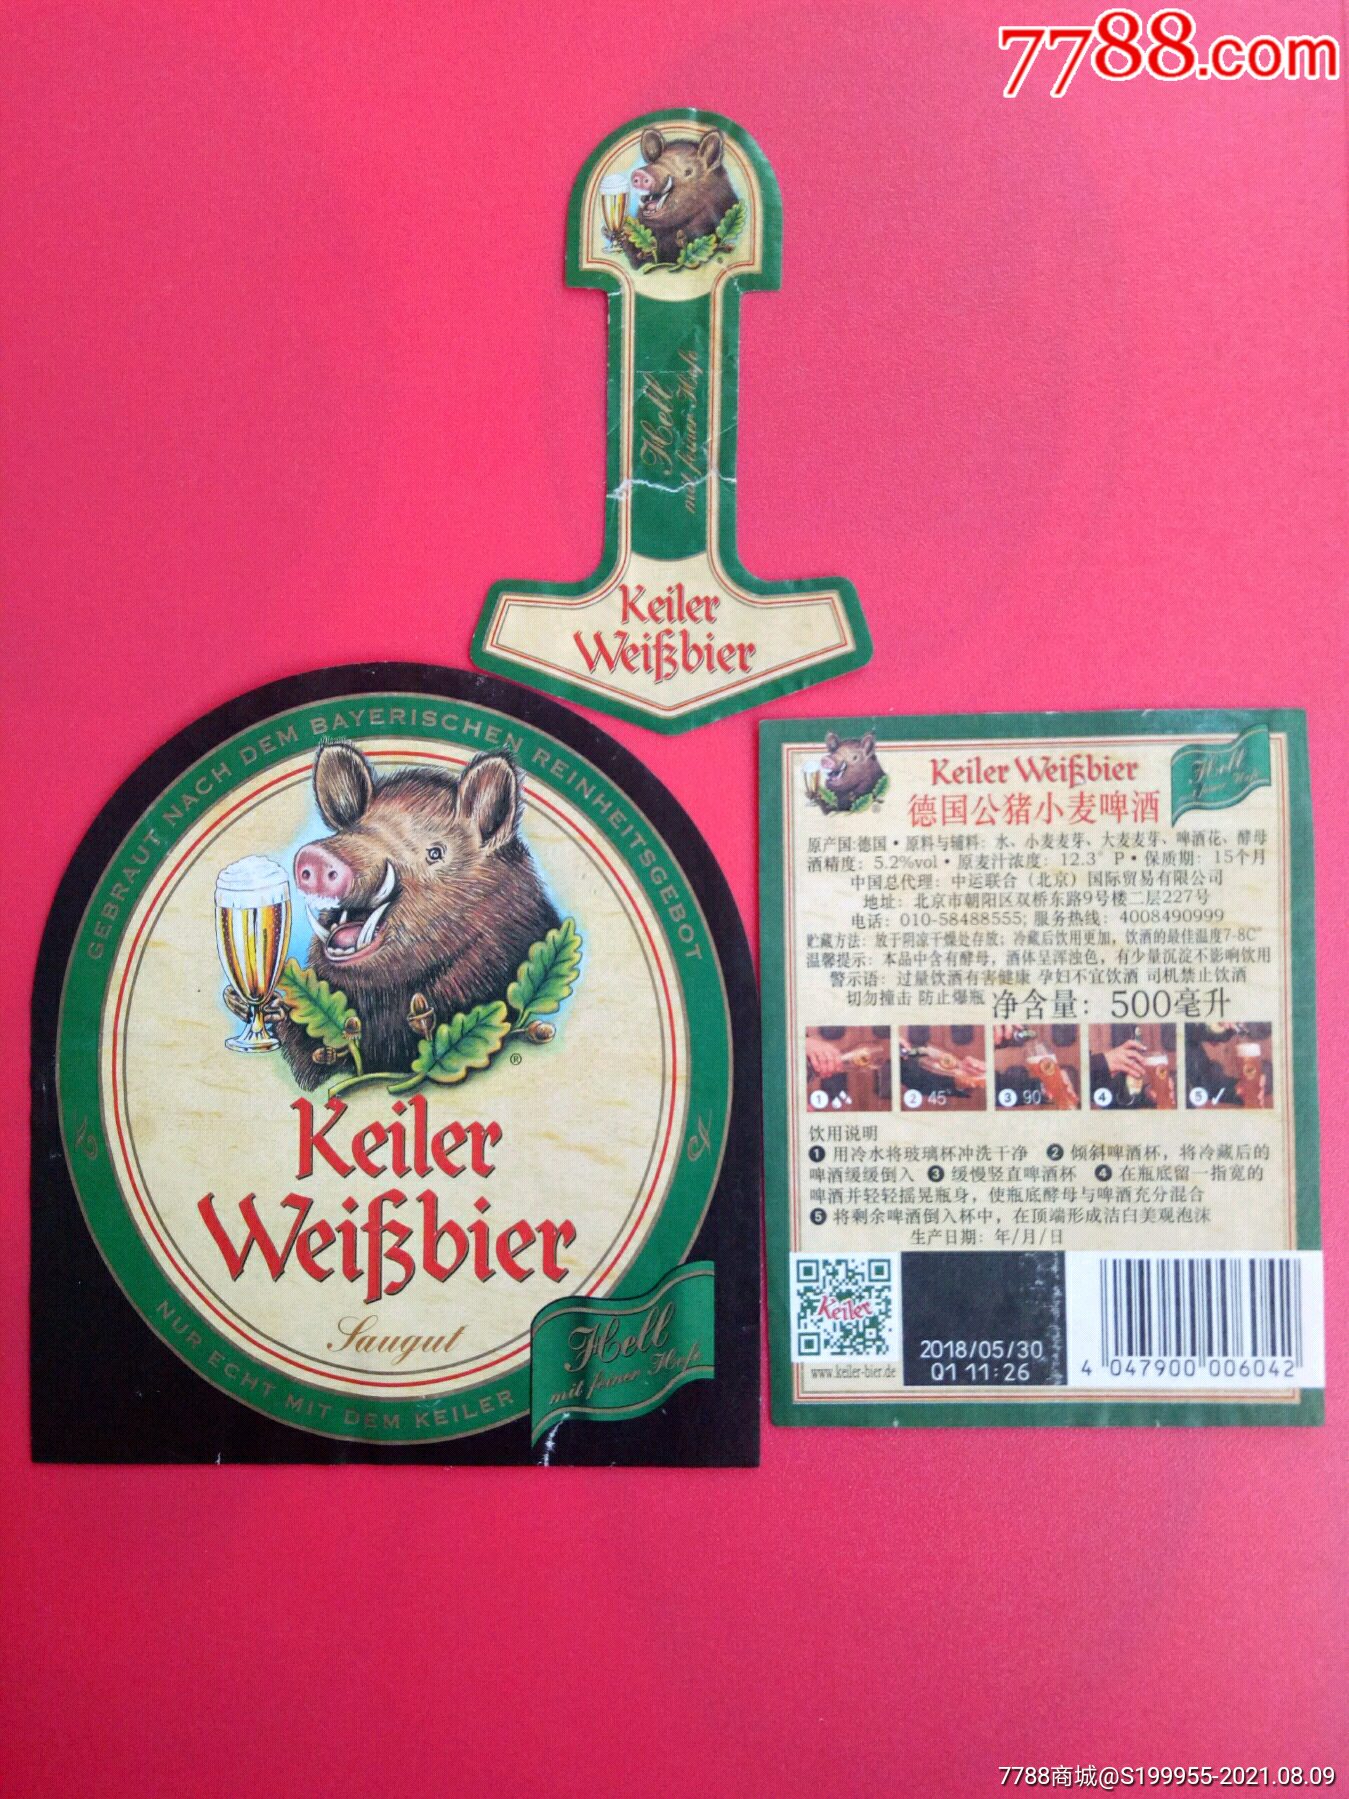 7788.com
Hell
mit feiner Hefe
Keiler
Weißbier
GEBRAUT NACH DEM BAYERISCHEN REINHEITSGEBOT
®
Keiler
Weißbier
Saugut
Hell
mit feiner Hefe
NUR ECHT MIT DEM KEILER
Keiler Weißbier
Hell
德国公猪小麦啤酒
原产国:德国·原料与辅料：水、小麦麦芽、大麦麦芽、啤酒花、酵母
酒精度：5.2%vol·原麦汁浓度：12.3°P·保质期：15个月
中国总代理：中运联合（北京）国际贸易有限公司
地址：北京市朝阳区双桥东路9号楼二层227号
电话：010-58488555; 服务热线：4008490999
贮藏方法：放于阴凉干燥处存放；冷藏后饮用更加，饮酒的最佳温度7-8C°
温馨提示：本品中含有酵母，酒体呈浑浊色，有少量沉淀不影响饮用
警示语：过量饮酒有害健康 孕妇不宜饮酒 司机禁止饮酒
切勿撞击 防止爆瓶 净含量：500毫升
1 2 45° 3 90° 4 5 ✓
饮用说明
❶ 用冷水将玻璃杯冲洗干净 ❷ 倾斜啤酒杯，将冷藏后的
啤酒缓缓倒入 ❸ 缓慢竖直啤酒杯 ❹ 在瓶底留一指宽的
啤酒并轻轻摇晃瓶身，使瓶底酵母与啤酒充分混合
❺ 将剩余啤酒倒入杯中，在顶端形成洁白美观泡沫
生产日期：年/月/日
Keiler
www.keiler-bier.de
2018/05/30
Q1 11:26
4 047900 006042
7788商城@S199955-2021.08.09